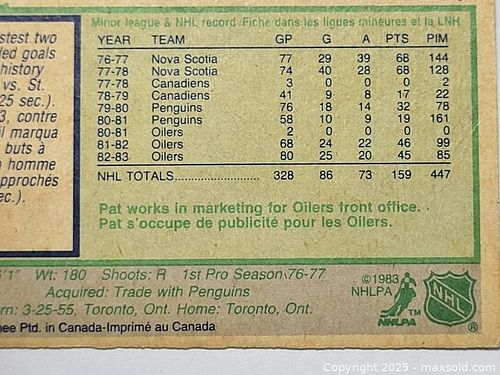 stest two
ded goals
history
vs. St.
25 sec.).
3, contre
il marqua
buts à
homme
pprochés
ec.).
Minor league & NHL record Fiche dans les ligues mineures et la LNH
YEAR TEAM GP G A PTS PIM
76-77 Nova Scotia 77 29 39 68 144
77-78 Nova Scotia 74 40 28 68 128
77-78 Canadiens 3 0 0 0 2
78-79 Canadiens 41 9 8 17 22
79-80 Penguins 76 18 14 32 78
80-81 Penguins 58 10 9 19 161
80-81 Oilers 2 0 0 0 0
81-82 Oilers 68 24 22 46 99
82-83 Oilers 80 25 20 45 85
NHL TOTALS...................... 328 86 73 159 447
Pat works in marketing for Oilers front office.
Pat s'occupe de publicité pour les Oilers.
6'1" Wt: 180 Shoots: R 1st Pro Season 76-77
Acquired: Trade with Penguins
rn: 3-25-55, Toronto, Ont. Home: Toronto, Ont.
hee Ptd. in Canada-Imprimé au Canada
©1983
NHLPA
NHLPA
TM
NHL
®
Copyright 2025 - maxsold.com